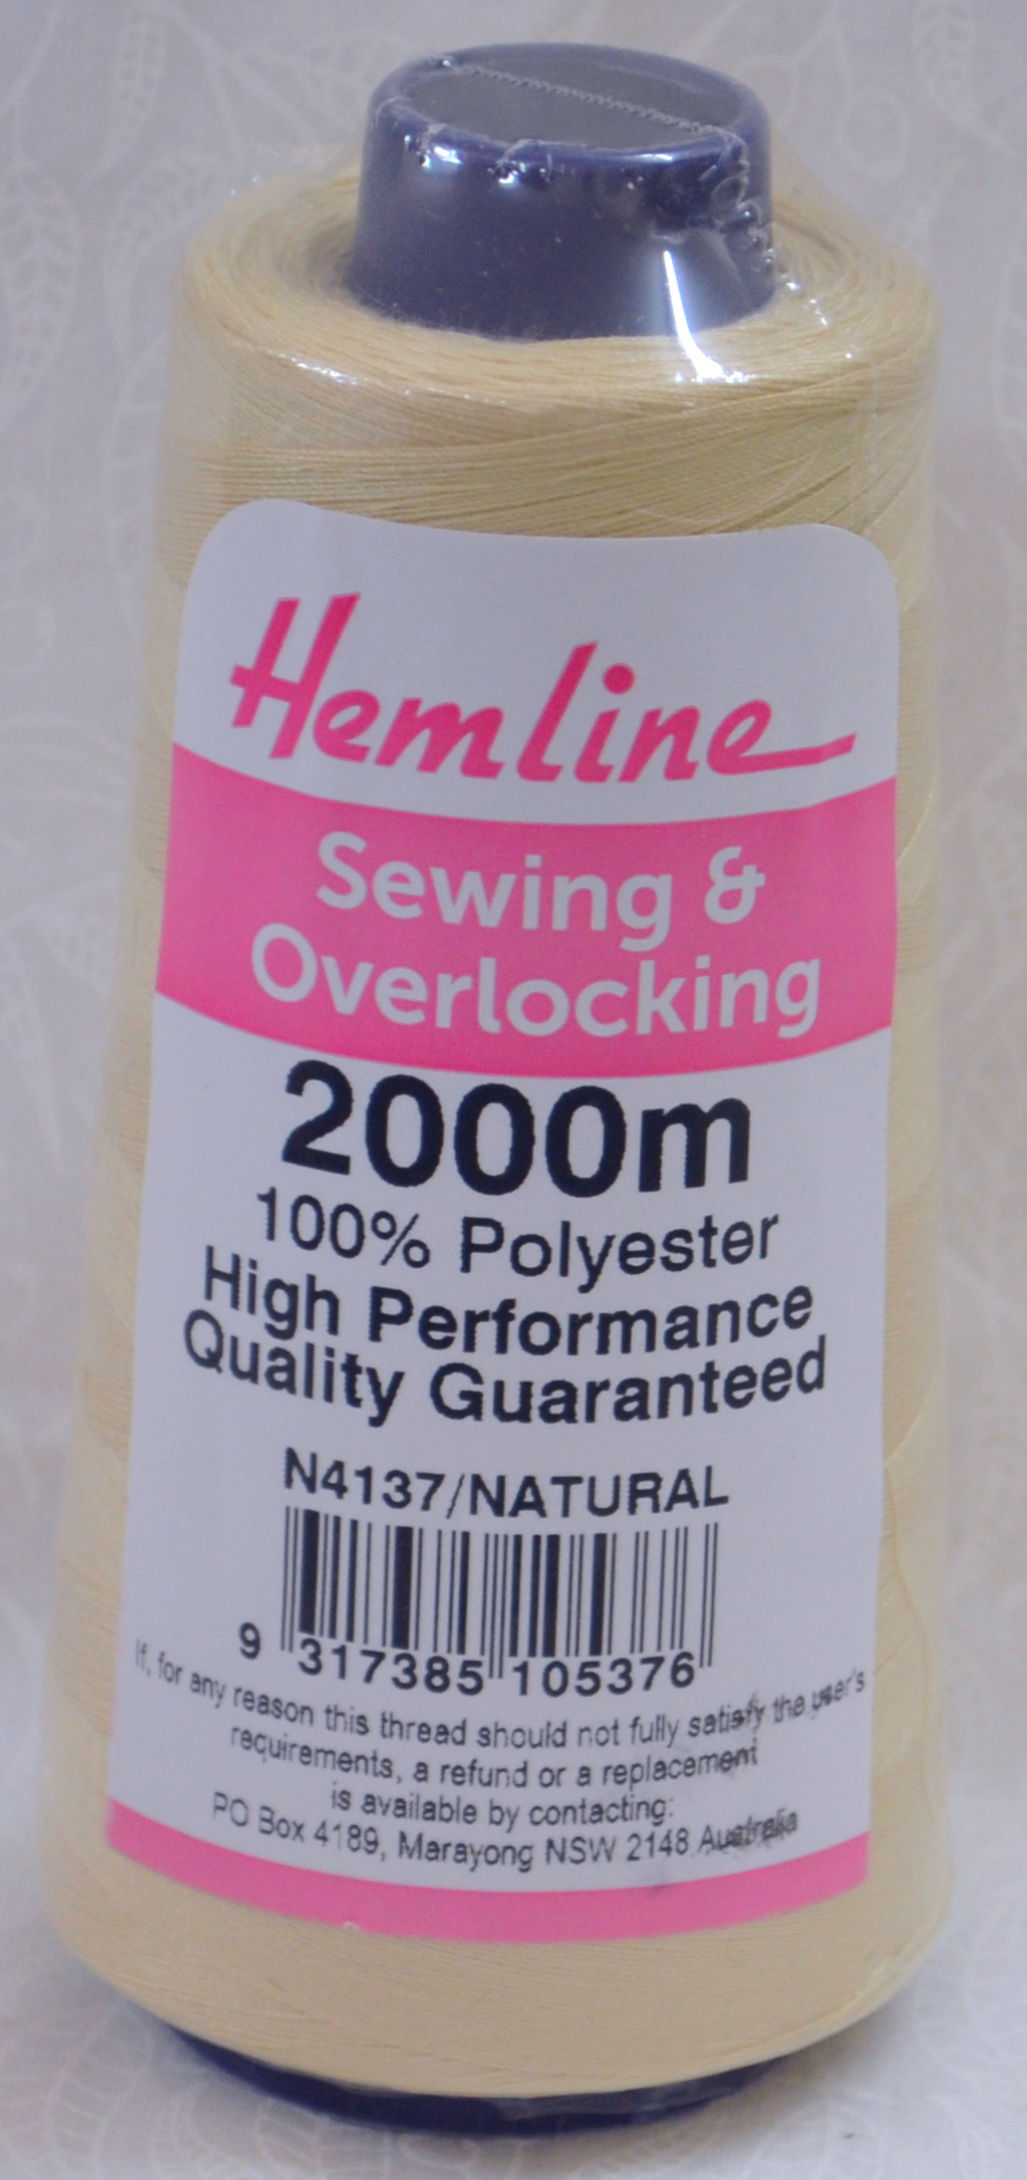 Hemline
Sewing &
Overlocking
2000m
100% Polyester
High Performance
Quality Guaranteed
N4137/NATURAL
9 317385 105376
If, for any reason this thread should not fully satisfy the user's
requirements, a refund or a replacement
is available by contacting:
PO Box 4189, Marayong NSW 2148 Australia